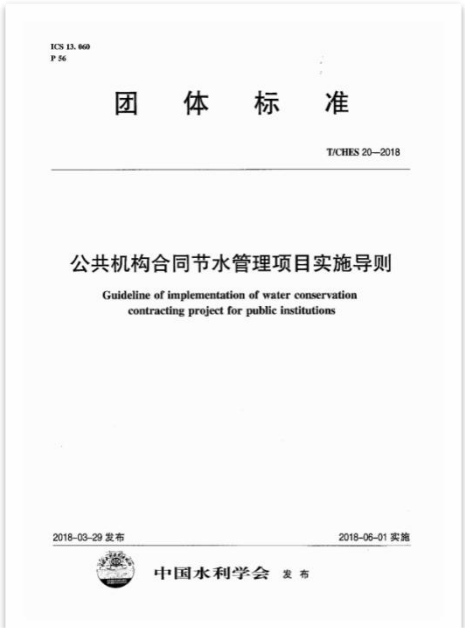 ICS 13.060
P 56
团体标准
T/CHES 20—2018
公共机构合同节水管理项目实施导则
Guideline of implementation of water conservation
contracting project for public institutions
2018-03-29 发布
2018-06-01 实施
中国水利学会 发布